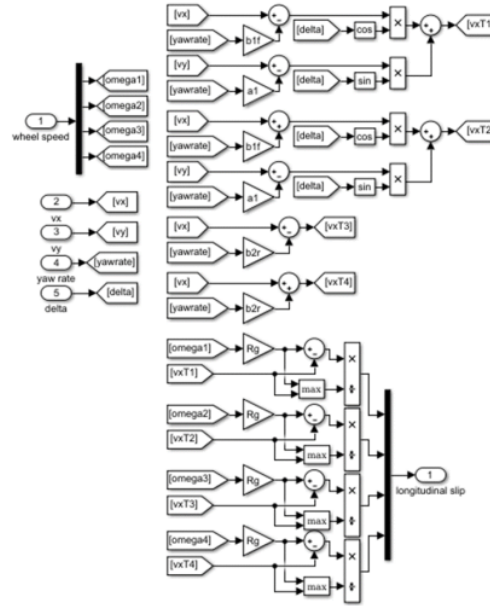 [vx]
[yawrate]
b1f
[delta]
cos
[vxT1
[vy]
[yawrate]
a1
[delta]
sin
[omega1]
[omega2]
[omega3]
[omega4]
1
wheel speed
[vx]
[yawrate]
b1f
[delta]
cos
[vxT2
[vy]
[yawrate]
a1
[delta]
sin
2
[vx]
vx
3
[vy]
vy
4
[yawrate]
yaw rate
5
[delta]
delta
[vx]
[vxT3]
[yawrate]
b2r
[vx]
[vxT4]
[yawrate]
b2r
[omega1]
Rg
[vxT1]
max
[omega2]
Rg
[vxT2]
max
[omega3]
Rg
[vxT3]
max
[omega4]
Rg
[vxT4]
max
1
longitudinal slip